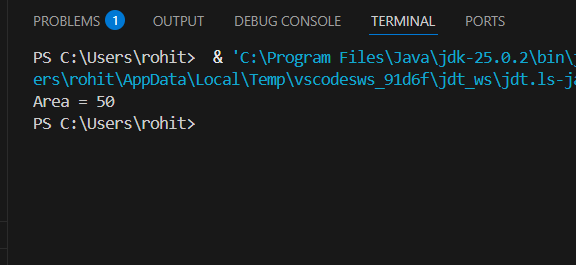 PROBLEMS 1 OUTPUT DEBUG CONSOLE TERMINAL PORTS
PS C:\Users\rohit>  & 'C:\Program Files\Java\jdk-25.0.2\bin\j
ers\rohit\AppData\Local\Temp\vscodesws_91d6f\jdt_ws\jdt.ls-ja
Area = 50
PS C:\Users\rohit>